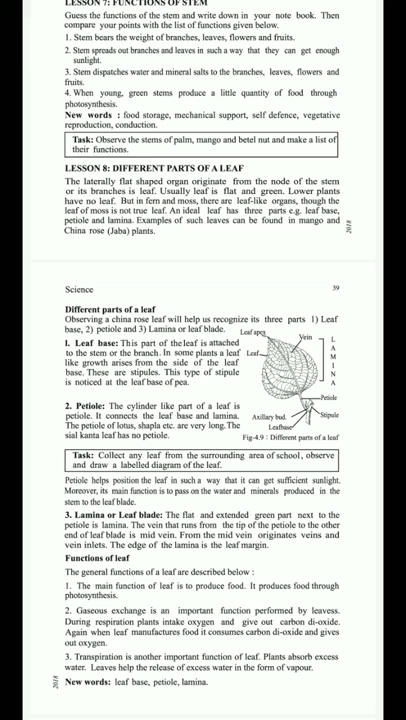 LESSON 7: FUNCTIONS OF STEM
Guess the functions of the stem and write down in your note book. Then
compare your points with the list of functions given below.
1. Stem bears the weight of branches, leaves, flowers and fruits.
2. Stem spreads out branches and leaves in such a way that they can get enough
sunlight.
3. Stem dispatches water and mineral salts to the branches, leaves, flowers and
fruits.
4. When young, green stems produce a little quantity of food through
photosynthesis.
New words : food storage, mechanical support, self defence, vegetative
reproduction, conduction.
Task: Observe the stems of palm, mango and betel nut and make a list of
their functions.
LESSON 8: DIFFERENT PARTS OF A LEAF
The laterally flat shaped organ originate from the node of the stem
or its branches is leaf. Usually leaf is flat and green. Lower plants
have no leaf. But in fern and moss, there are leaf-like organs, though the
leaf of moss is not true leaf. An ideal leaf has three parts e.g. leaf base,
petiole and lamina. Examples of such leaves can be found in mango and
China rose (Jaba) plants.
2018
Science
39
Different parts of a leaf
Observing a china rose leaf will help us recognize its three parts 1) Leaf
base, 2) petiole and 3) Lamina or leaf blade.
l. Leaf base: This part of the leaf is attached
to the stem or the branch. In some plants a leaf
like growth arises from the side of the leaf
base. These are stipules. This type of stipule
is noticed at the leaf base of pea.
2. Petiole: The cylinder like part of a leaf is
petiole. It connects the leaf base and lamina.
The petiole of lotus, shapla etc. are very long. The
sial kanta leaf has no petiole.
Leaf apex
Vein
Leaf
LAMINA
Petiole
Axillary bud.
Stipule
Leafbase
Fig-4.9 : Different parts of a leaf
Task: Collect any leaf from the surrounding area of school, observe
and draw a labelled diagram of the leaf.
Petiole helps position the leaf in such a way that it can get sufficient sunlight.
Moreover, its main function is to pass on the water and minerals produced in the
stem to the leaf blade.
3. Lamina or Leaf blade: The flat and extended green part next to the
petiole is lamina. The vein that runs from the tip of the petiole to the other
end of leaf blade is mid vein. From the mid vein originates veins and
vein inlets. The edge of the lamina is the leaf margin.
Functions of leaf
The general functions of a leaf are described below :
1. The main function of leaf is to produce food. It produces food through
photosynthesis.
2. Gaseous exchange is an important function performed by leavess.
During respiration plants intake oxygen and give out carbon di-oxide.
Again when leaf manufactures food it consumes carbon di-oxide and gives
out oxygen.
3. Transpiration is another important function of leaf. Plants absorb excess
water. Leaves help the release of excess water in the form of vapour.
New words: leaf base, petiole, lamina.
2018